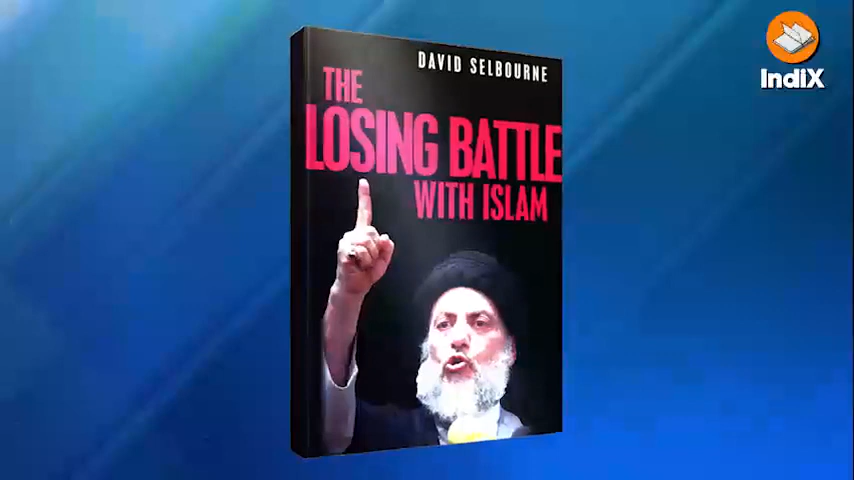 DAVID SELBOURNE
THE
LOSING BATTLE
WITH ISLAM
IndiX